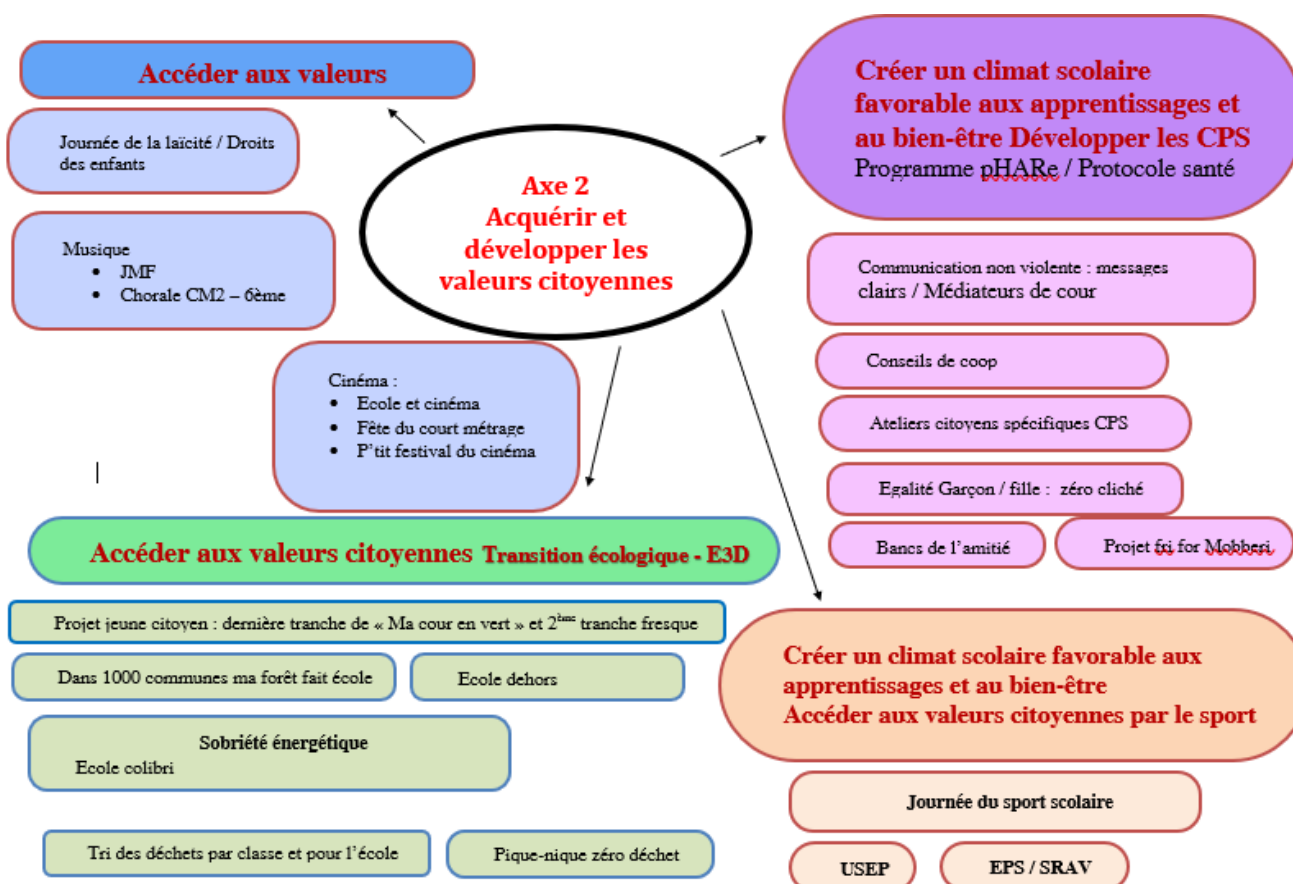 Accéder aux valeurs
Journée de la laïcité / Droits
des enfants
Musique
• JMF
• Chorale CM2 – 6ème
Cinéma :
• Ecole et cinéma
• Fête du court métrage
• P'tit festival du cinéma
Axe 2
Acquérir et
développer les
valeurs citoyennes
Créer un climat scolaire
favorable aux apprentissages et
au bien-être Développer les CPS
Programme pHARe / Protocole santé
Communication non violente : messages
clairs / Médiateurs de cour
Conseils de coop
Ateliers citoyens spécifiques CPS
Egalité Garçon / fille : zéro cliché
Bancs de l'amitié
Projet fri for Mobberi
Accéder aux valeurs citoyennes Transition écologique - E3D
Projet jeune citoyen : dernière tranche de « Ma cour en vert » et 2ème tranche fresque
Dans 1000 communes ma forêt fait école
Ecole dehors
Sobriété énergétique
Ecole colibri
Tri des déchets par classe et pour l'école
Pique-nique zéro déchet
Créer un climat scolaire favorable aux
apprentissages et au bien-être
Accéder aux valeurs citoyennes par le sport
Journée du sport scolaire
USEP
EPS / SRAV